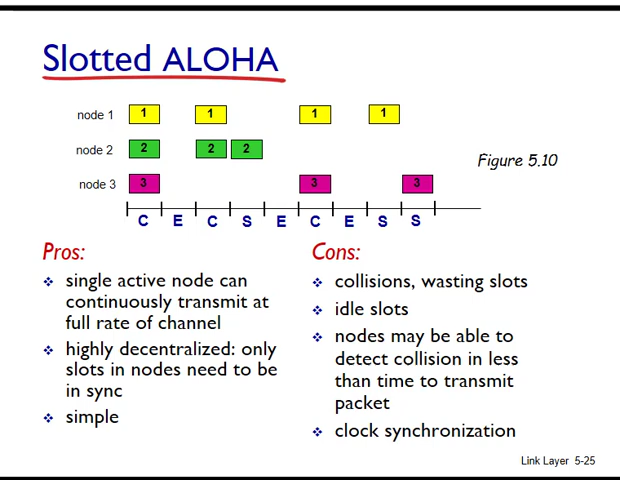 Slotted ALOHA
node 1 1 1 1 1
node 2 2 2 2
Figure 5.10
node 3 3 3 3
C E C S E C E S S
Pros:
single active node can
continuously transmit at
full rate of channel
highly decentralized: only
slots in nodes need to be
in sync
simple
Cons:
collisions, wasting slots
idle slots
nodes may be able to
detect collision in less
than time to transmit
packet
clock synchronization
Link Layer 5-25